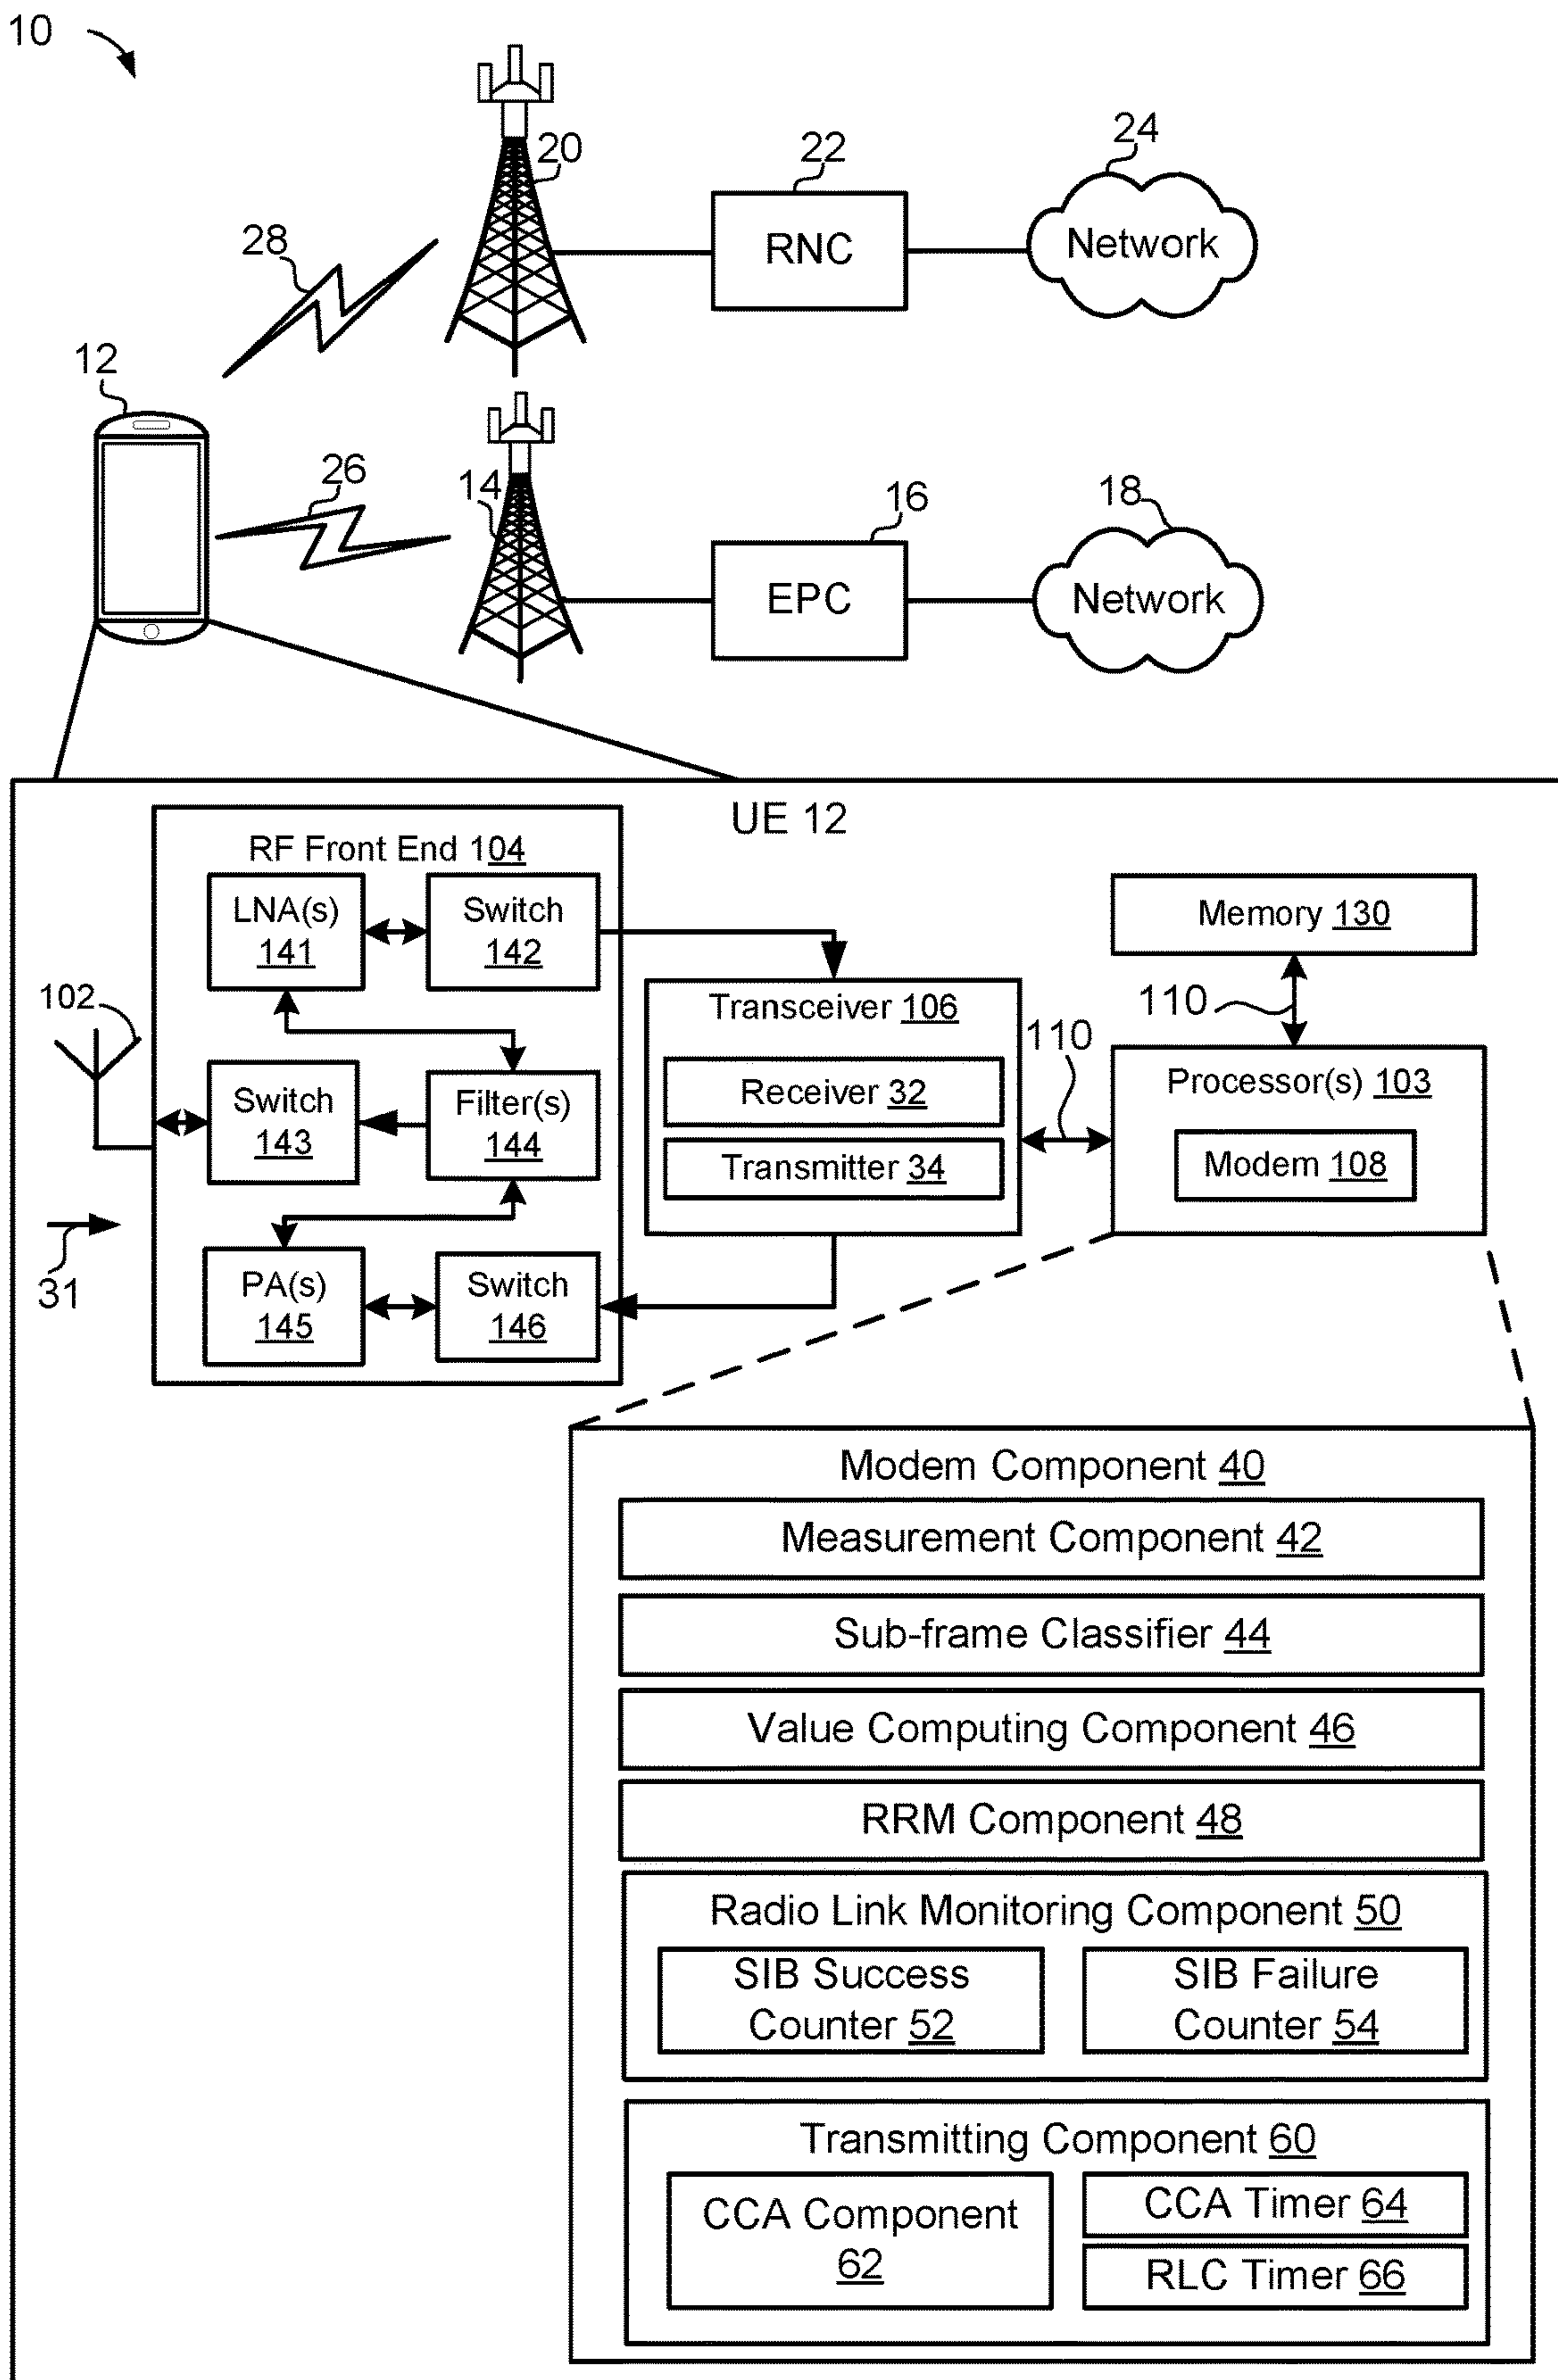 10
20
22
24
RNC
Network
28
12
26
14
16
18
EPC
Network
UE 12
RF Front End 104
LNA(s)
141
Switch
142
Memory 130
102
Transceiver 106
110
110
Switch
143
Filter(s)
144
Receiver 32
Transmitter 34
Processor(s) 103
Modem 108
31
PA(s)
145
Switch
146
Modem Component 40
Measurement Component 42
Sub-frame Classifier 44
Value Computing Component 46
RRM Component 48
Radio Link Monitoring Component 50
SIB Success
Counter 52
SIB Failure
Counter 54
Transmitting Component 60
CCA Component
62
CCA Timer 64
RLC Timer 66